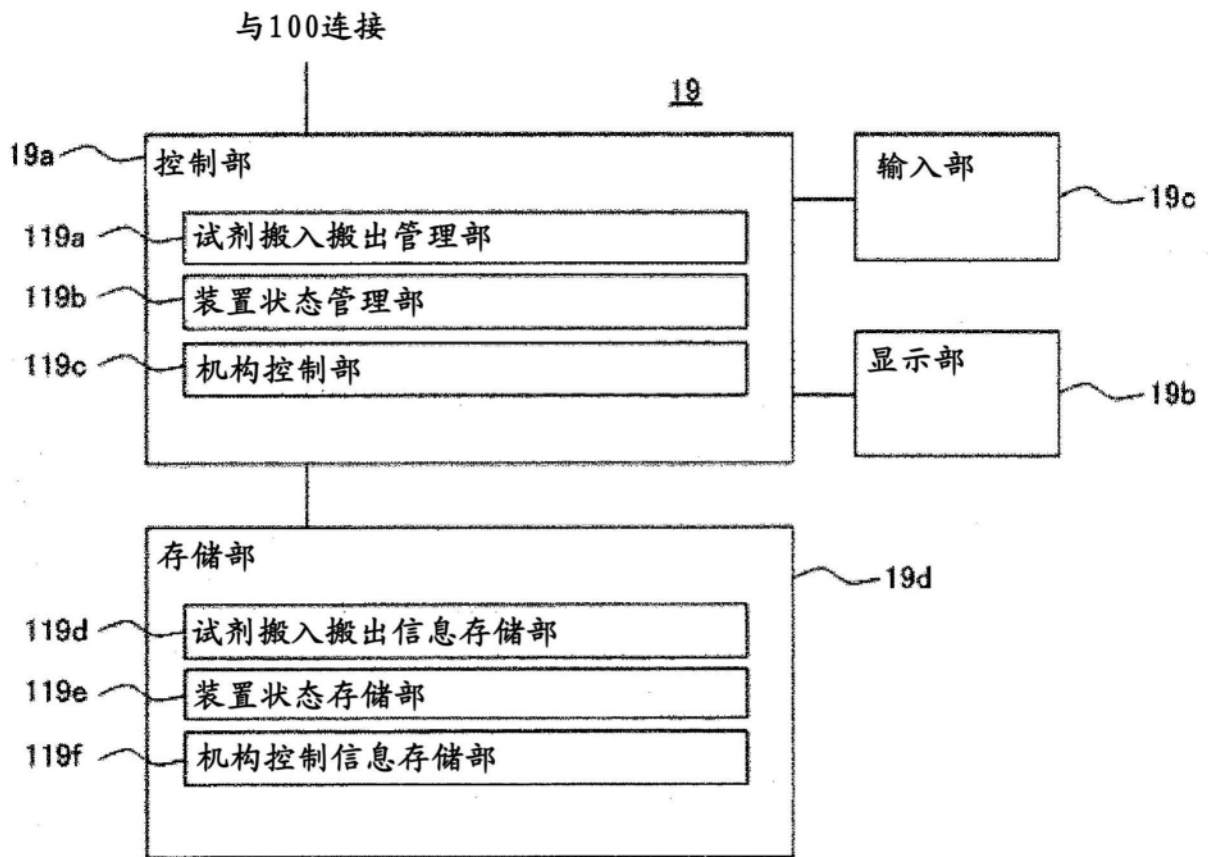 与100连接
19
19a
控制部
输入部
19c
119a
试剂搬入搬出管理部
119b
装置状态管理部
119c
机构控制部
显示部
19b
存储部
19d
119d
试剂搬入搬出信息存储部
119e
装置状态存储部
119f
机构控制信息存储部